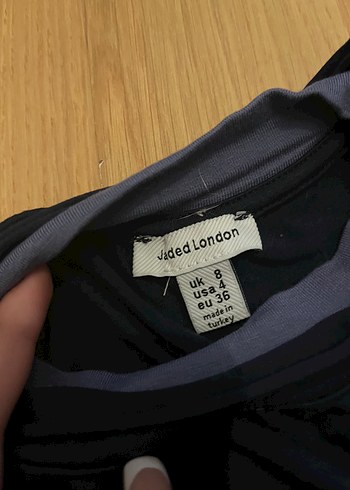 Jaded London
uk 8
usa 4
eu 36
made in
turkey